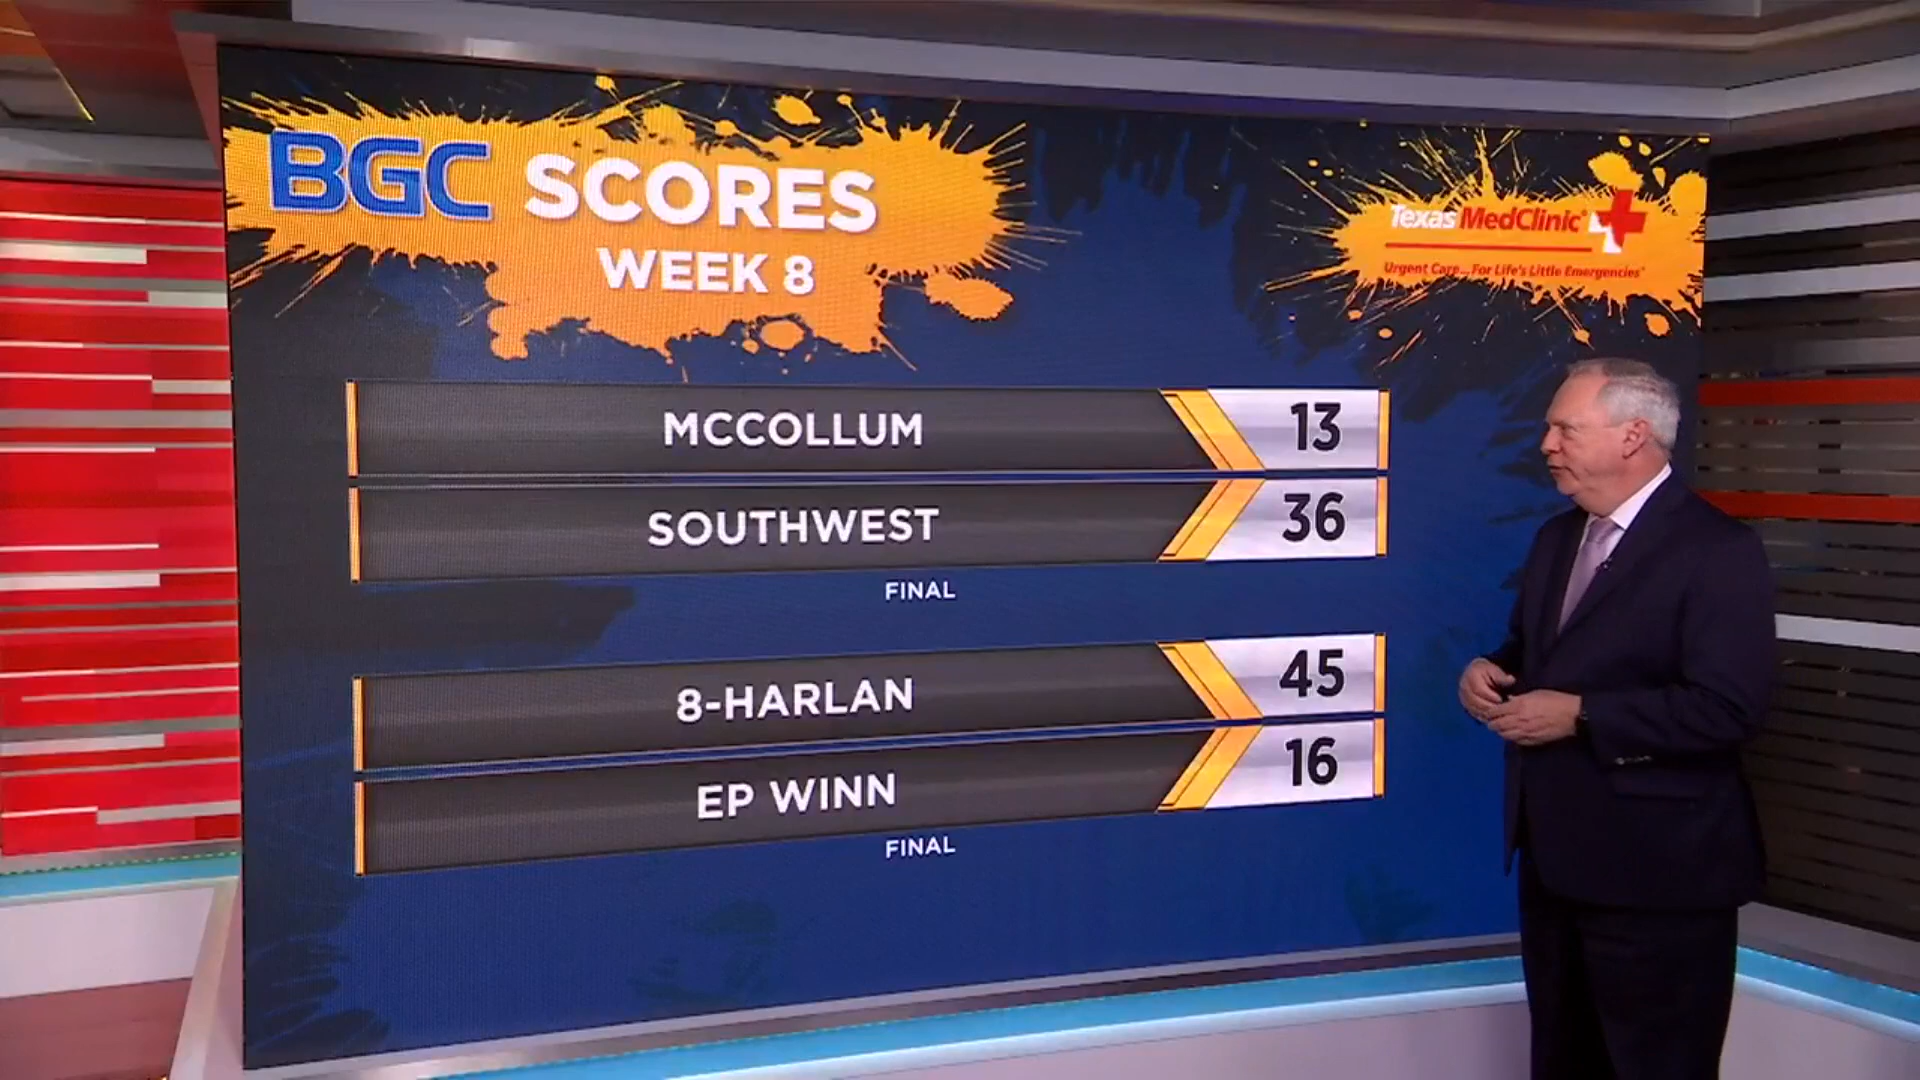 BGC SCORES
WEEK 8
Texas MedClinic
Urgent Care... For Life's Little Emergencies
MCCOLLUM 13
SOUTHWEST 36
FINAL
8-HARLAN 45
EP WINN 16
FINAL